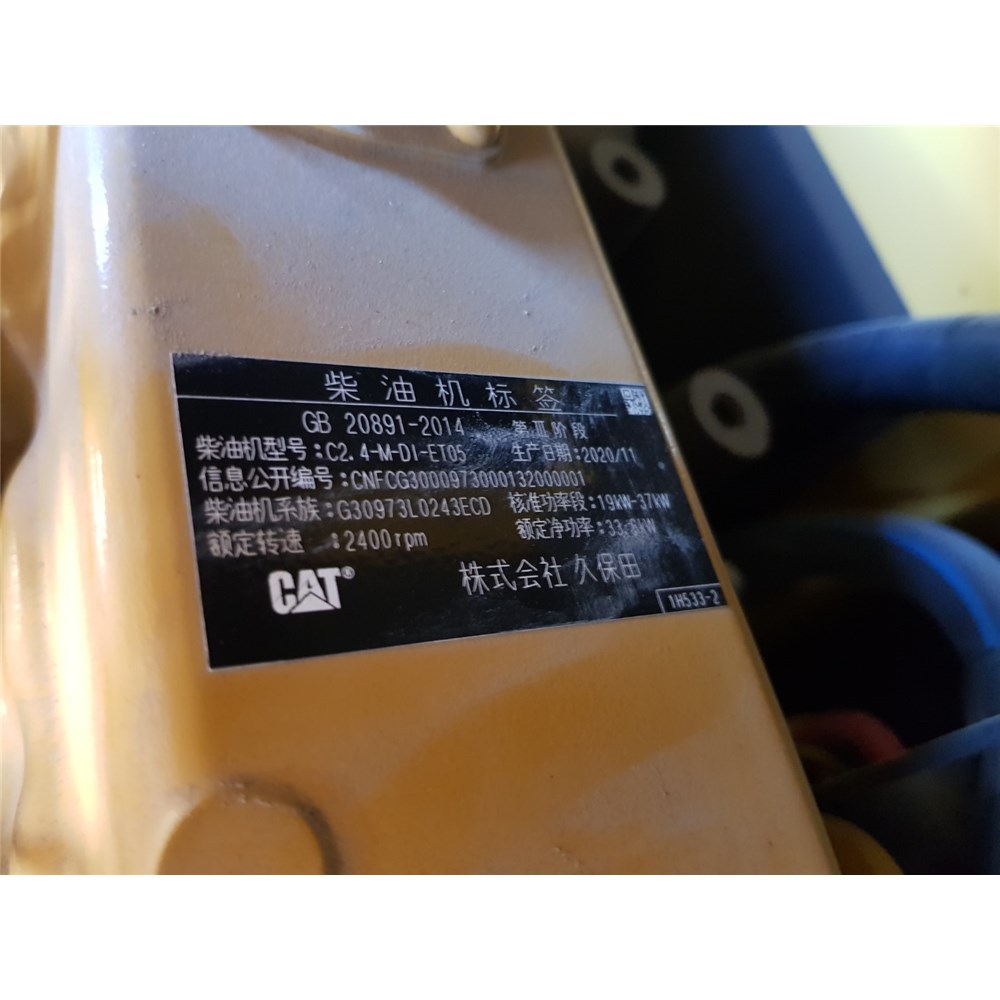 柴油机标签
GB 20891-2014 第Ⅲ阶段
柴油机型号:C2.4-M-DI-ET05 生产日期:2020/11
信息公开编号:CNFCG30009730000132000001
柴油机系族:G30973L0243ECD 核准功率段:19kW-37kW
额定转速 :2400rpm 额定净功率:
CAT® 株式会社久保田
1H533-2